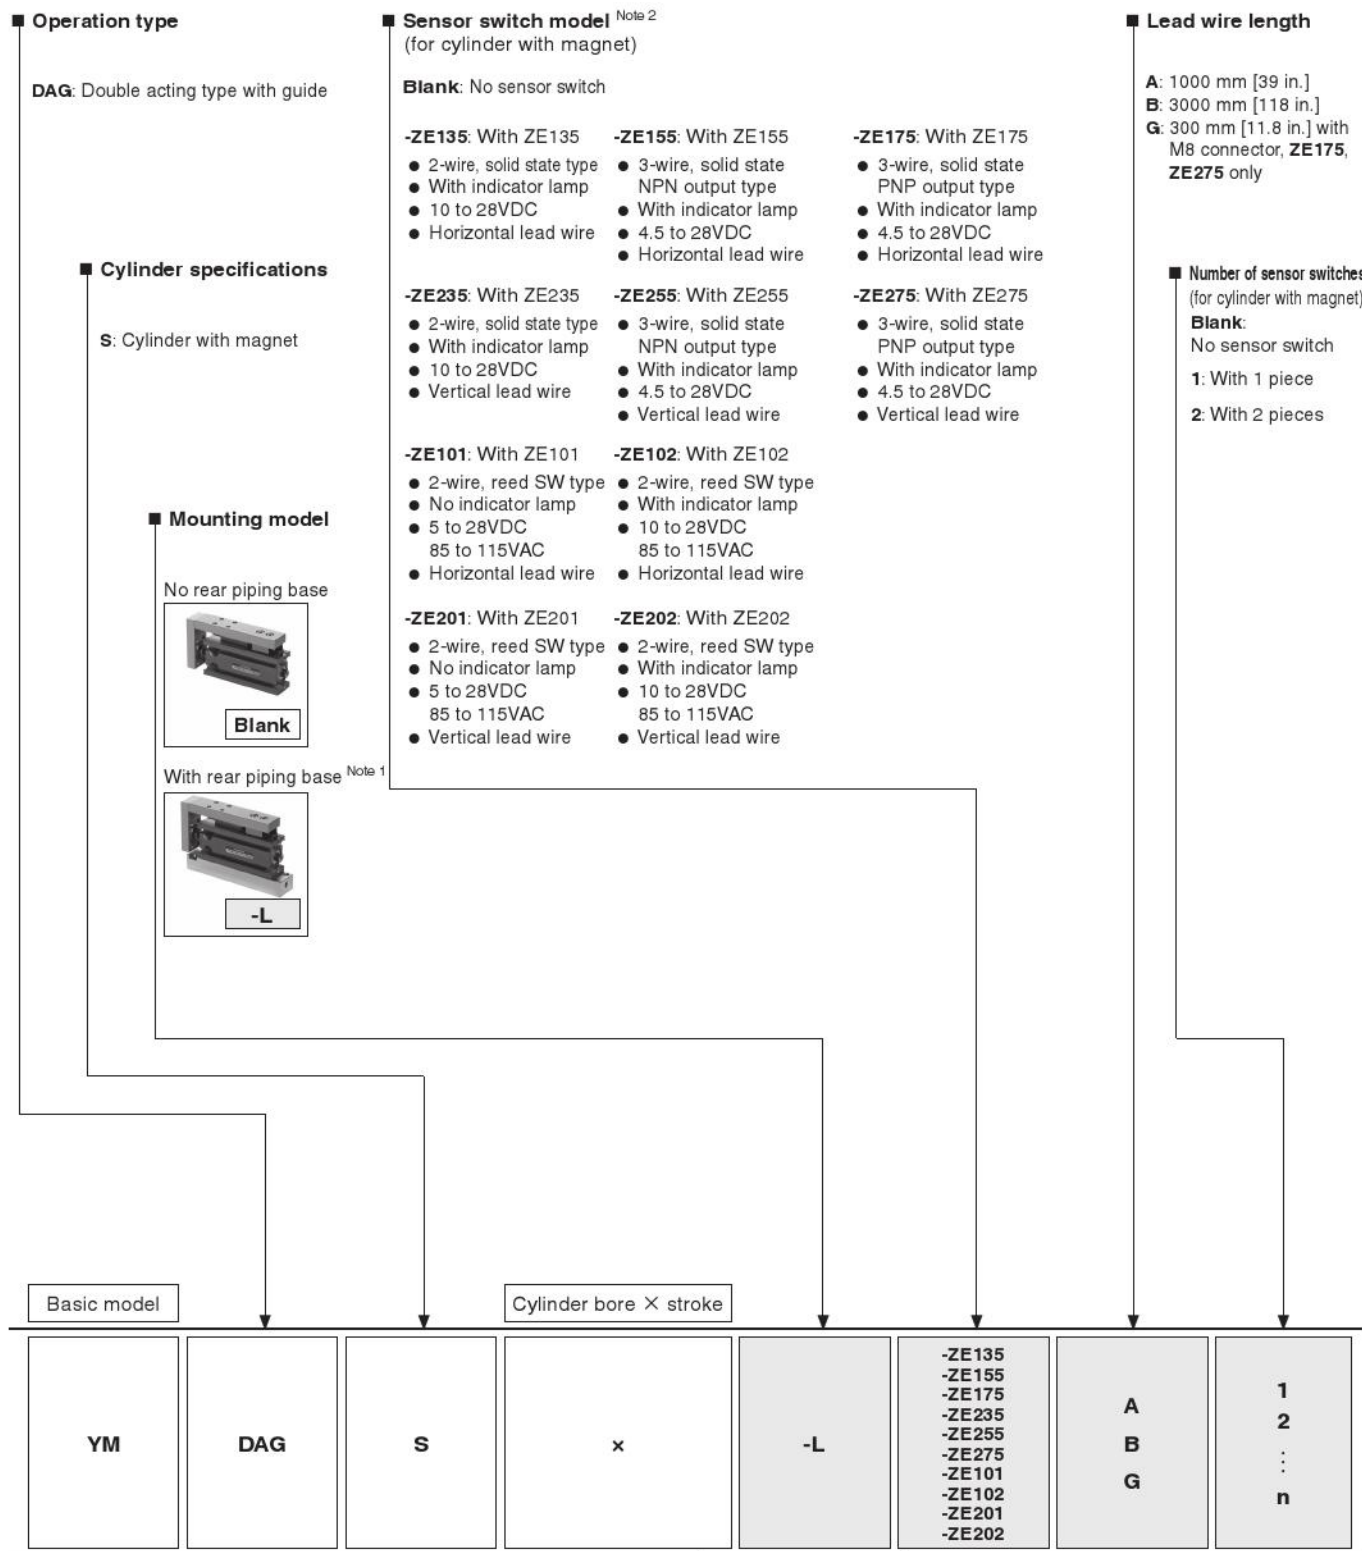 ■ Operation type
DAG: Double acting type with guide
■ Cylinder specifications
S: Cylinder with magnet
■ Mounting model
No rear piping base
Blank
With rear piping base Note 1
-L
■ Sensor switch model Note 2
(for cylinder with magnet)
Blank: No sensor switch
-ZE135: With ZE135
● 2-wire, solid state type
● With indicator lamp
● 10 to 28VDC
● Horizontal lead wire
-ZE155: With ZE155
● 3-wire, solid state
NPN output type
● With indicator lamp
● 4.5 to 28VDC
● Horizontal lead wire
-ZE175: With ZE175
● 3-wire, solid state
PNP output type
● With indicator lamp
● 4.5 to 28VDC
● Horizontal lead wire
-ZE235: With ZE235
● 2-wire, solid state type
● With indicator lamp
● 10 to 28VDC
● Vertical lead wire
-ZE255: With ZE255
● 3-wire, solid state
NPN output type
● With indicator lamp
● 4.5 to 28VDC
● Vertical lead wire
-ZE275: With ZE275
● 3-wire, solid state
PNP output type
● With indicator lamp
● 4.5 to 28VDC
● Vertical lead wire
-ZE101: With ZE101
● 2-wire, reed SW type
● No indicator lamp
● 5 to 28VDC
85 to 115VAC
● Horizontal lead wire
-ZE102: With ZE102
● 2-wire, reed SW type
● With indicator lamp
● 10 to 28VDC
85 to 115VAC
● Horizontal lead wire
-ZE201: With ZE201
● 2-wire, reed SW type
● No indicator lamp
● 5 to 28VDC
85 to 115VAC
● Vertical lead wire
-ZE202: With ZE202
● 2-wire, reed SW type
● With indicator lamp
● 10 to 28VDC
85 to 115VAC
● Vertical lead wire
■ Lead wire length
A: 1000 mm [39 in.]
B: 3000 mm [118 in.]
G: 300 mm [11.8 in.] with
M8 connector, ZE175,
ZE275 only
■ Number of sensor switches
(for cylinder with magnet)
Blank:
No sensor switch
1: With 1 piece
2: With 2 pieces
Basic model
Cylinder bore × stroke
YM
DAG
S
×
-L
-ZE135
-ZE155
-ZE175
-ZE235
-ZE255
-ZE275
-ZE101
-ZE102
-ZE201
-ZE202
A
B
G
1
2
⋮
n